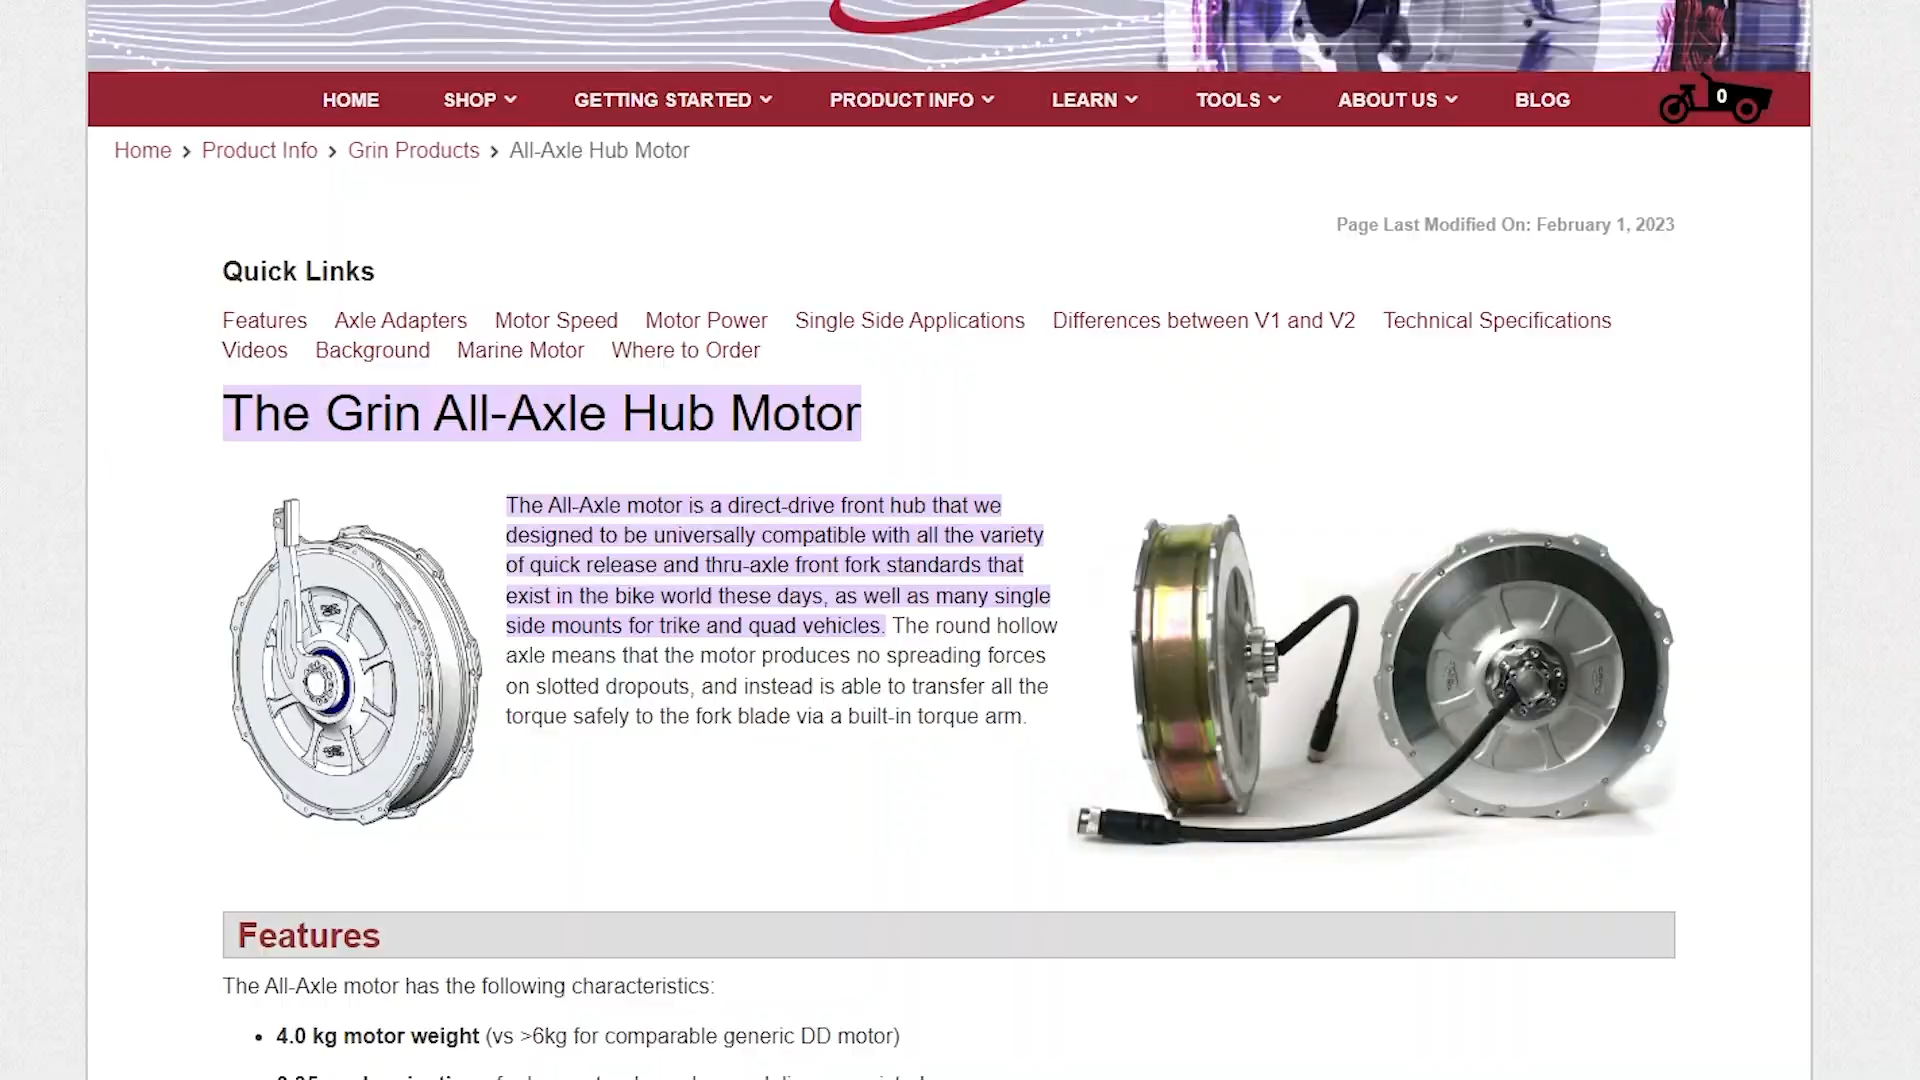 HOME SHOP GETTING STARTED PRODUCT INFO LEARN TOOLS ABOUT US BLOG 0
Home > Product Info > Grin Products > All-Axle Hub Motor
Page Last Modified On: February 1, 2023
Quick Links
Features Axle Adapters Motor Speed Motor Power Single Side Applications Differences between V1 and V2 Technical Specifications
Videos Background Marine Motor Where to Order
The Grin All-Axle Hub Motor
The All-Axle motor is a direct-drive front hub that we
designed to be universally compatible with all the variety
of quick release and thru-axle front fork standards that
exist in the bike world these days, as well as many single
side mounts for trike and quad vehicles. The round hollow
axle means that the motor produces no spreading forces
on slotted dropouts, and instead is able to transfer all the
torque safely to the fork blade via a built-in torque arm.
Features
The All-Axle motor has the following characteristics:
• 4.0 kg motor weight (vs >6kg for comparable generic DD motor)